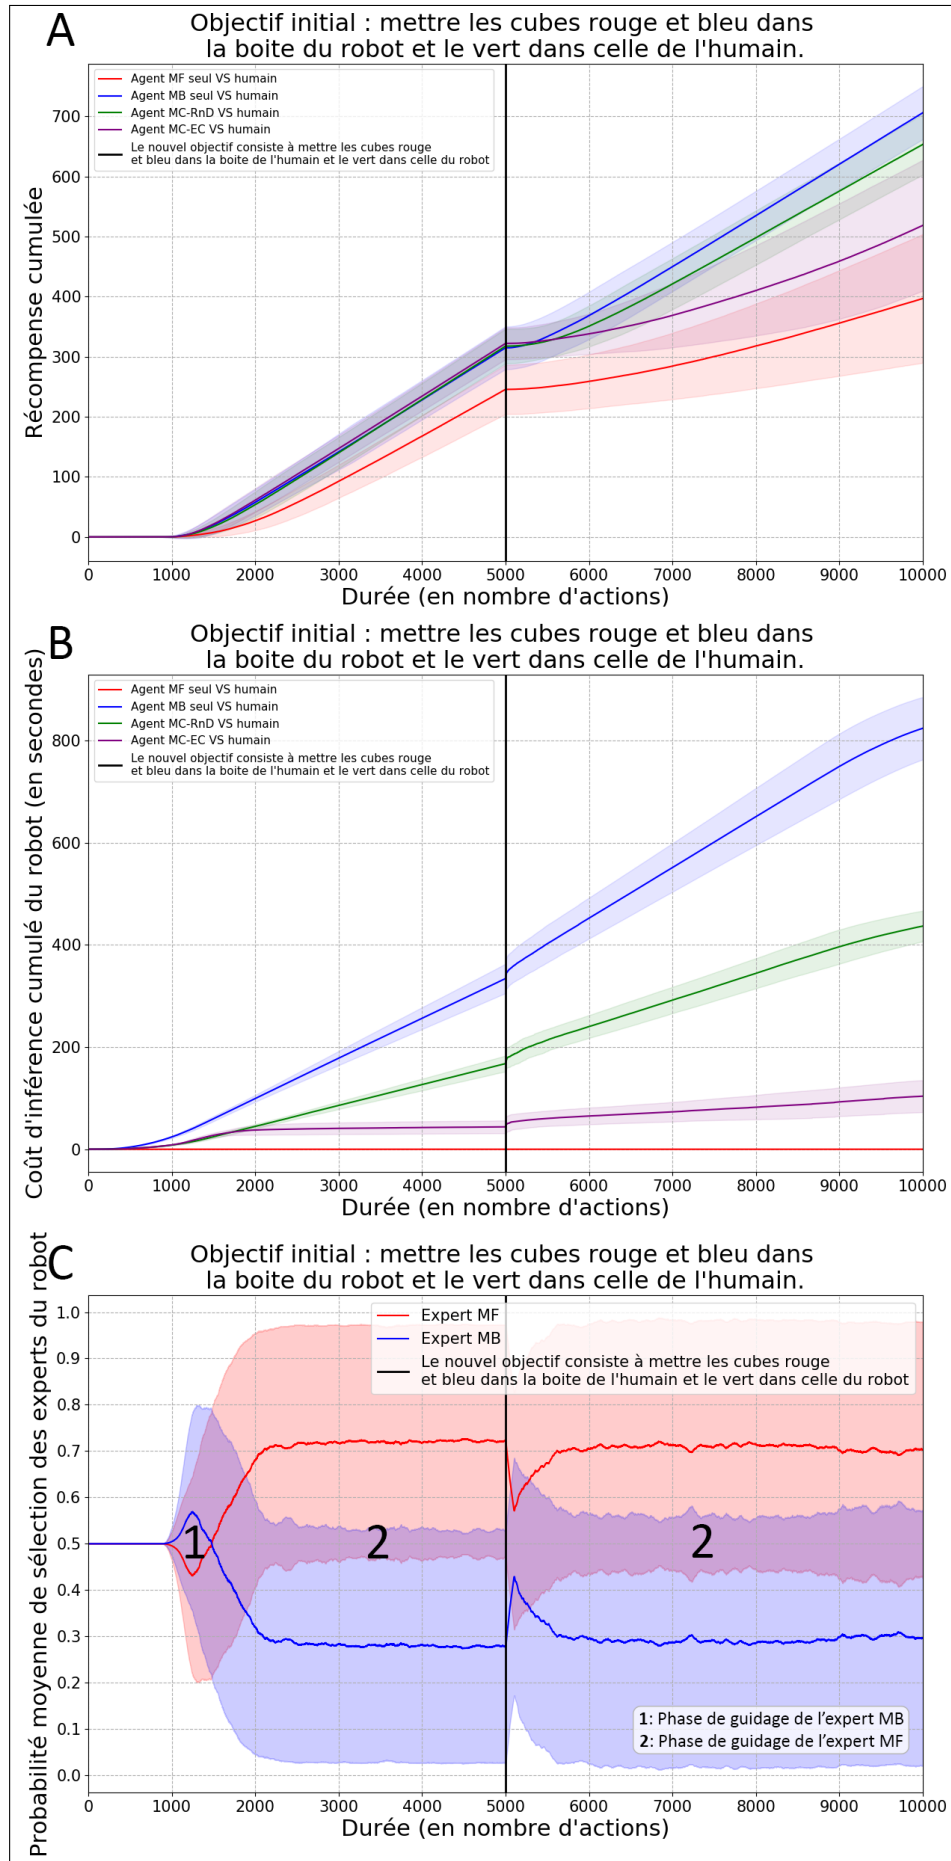 A
Objectif initial : mettre les cubes rouge et bleu dans
la boite du robot et le vert dans celle de l'humain.
Agent MF seul VS humain
Agent MB seul VS humain
Agent MC-RnD VS humain
Agent MC-EC VS humain
Le nouvel objectif consiste à mettre les cubes rouge
et bleu dans la boite de l'humain et le vert dans celle du robot
Récompense cumulée
700
600
500
400
300
200
100
0
0 1000 2000 3000 4000 5000 6000 7000 8000 9000 10000
Durée (en nombre d'actions)
B
Objectif initial : mettre les cubes rouge et bleu dans
la boite du robot et le vert dans celle de l'humain.
Agent MF seul VS humain
Agent MB seul VS humain
Agent MC-RnD VS humain
Agent MC-EC VS humain
Le nouvel objectif consiste à mettre les cubes rouge
et bleu dans la boite de l'humain et le vert dans celle du robot
Coût d'inférence cumulé du robot (en secondes)
800
600
400
200
0
0 1000 2000 3000 4000 5000 6000 7000 8000 9000 10000
Durée (en nombre d'actions)
C
Objectif initial : mettre les cubes rouge et bleu dans
la boite du robot et le vert dans celle de l'humain.
Expert MF
Expert MB
Le nouvel objectif consiste à mettre les cubes rouge
et bleu dans la boite de l'humain et le vert dans celle du robot
Probabilité moyenne de sélection des experts du robot
1.0
0.9
0.8
0.7
0.6
0.5
0.4
0.3
0.2
0.1
0.0
1
2
2
1: Phase de guidage de l'expert MB
2: Phase de guidage de l'expert MF
0 1000 2000 3000 4000 5000 6000 7000 8000 9000 10000
Durée (en nombre d'actions)